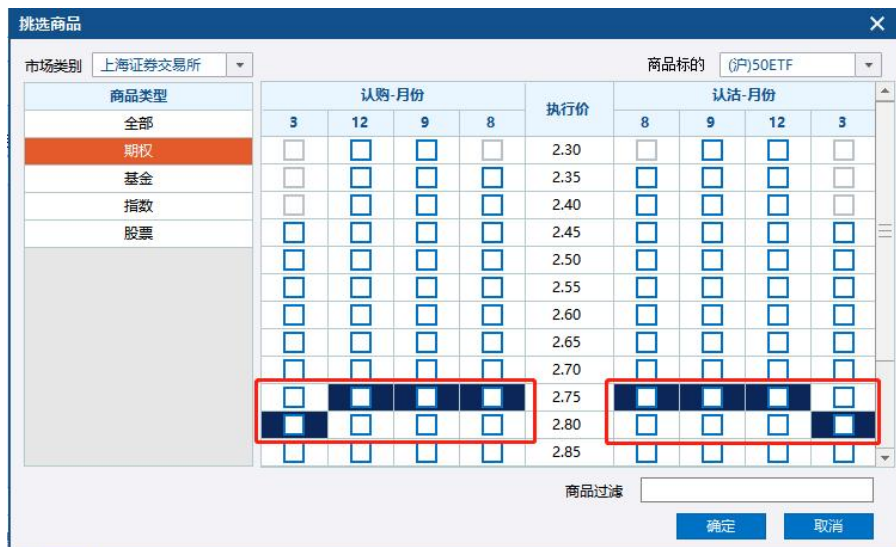 挑选商品
市场类别 上海证券交易所 商品标的 (沪)50ETF
商品类型 认购-月份 执行价 认沽-月份
3 12 9 8 8 9 12 3
全部
期权 2.30
基金 2.35
指数 2.40
股票 2.45
2.50
2.55
2.60
2.65
2.70
2.75
2.80
2.85
商品过滤
确定 取消